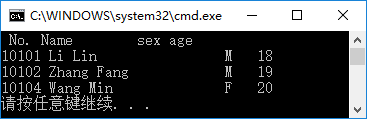 C:\WINDOWS\system32\cmd.exe
No. Name sex age
10101 Li Lin M 18
10102 Zhang Fang M 19
10104 Wang Min F 20
请按任意键继续. . .